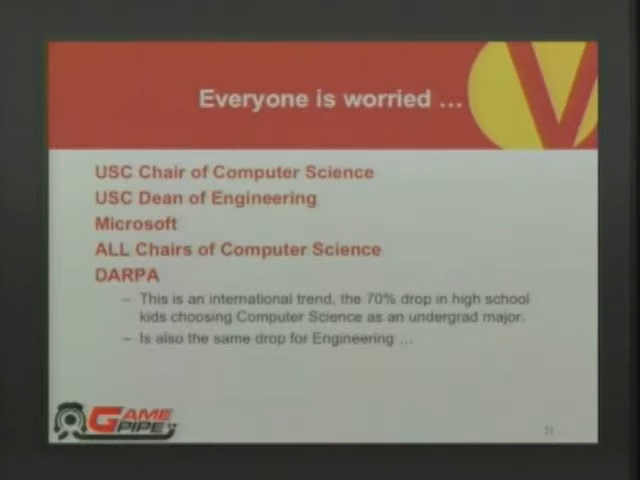 Everyone is worried ...
USC Chair of Computer Science
USC Dean of Engineering
Microsoft
ALL Chairs of Computer Science
DARPA
– This is an international trend, the 70% drop in high school
kids choosing Computer Science as an undergrad major.
– Is also the same drop for Engineering ...
GAME
PIPE